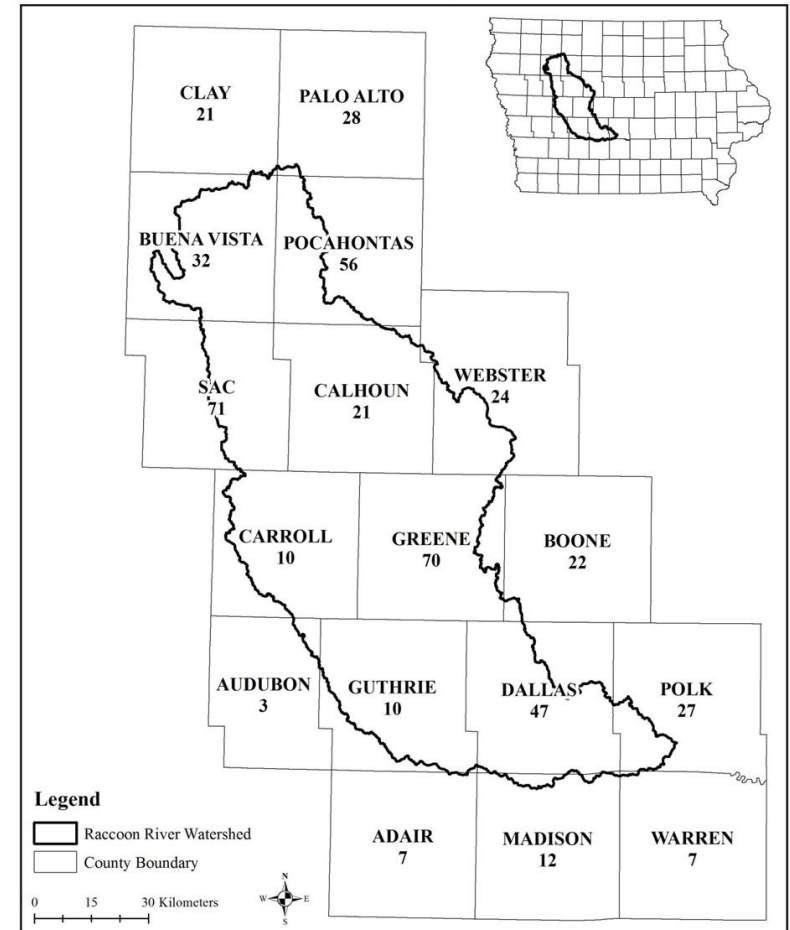 CLAY
21
PALO ALTO
28
BUENA VISTA
32
POCAHONTAS
56
SAC
71
CALHOUN
21
WEBSTER
24
CARROLL
10
GREENE
70
BOONE
22
AUDUBON
3
GUTHRIE
10
DALLAS
47
POLK
27
ADAIR
7
MADISON
12
WARREN
7
Legend
Raccoon River Watershed
County Boundary
0 15 30 Kilometers
N
W E
S